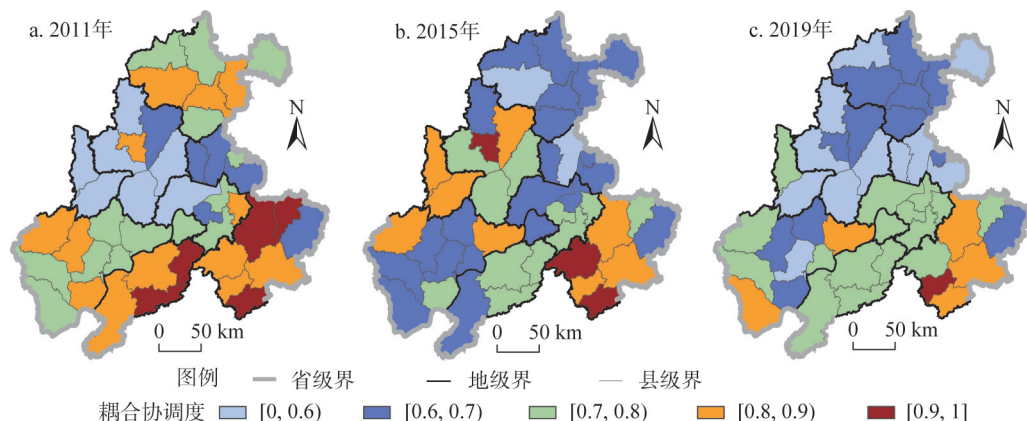 a. 2011年
b. 2015年
c. 2019年
N
N
N
0 50 km
0 50 km
0 50 km
图例 省级界 地级界 县级界
耦合协调度 [0, 0.6) [0.6, 0.7) [0.7, 0.8) [0.8, 0.9) [0.9, 1]